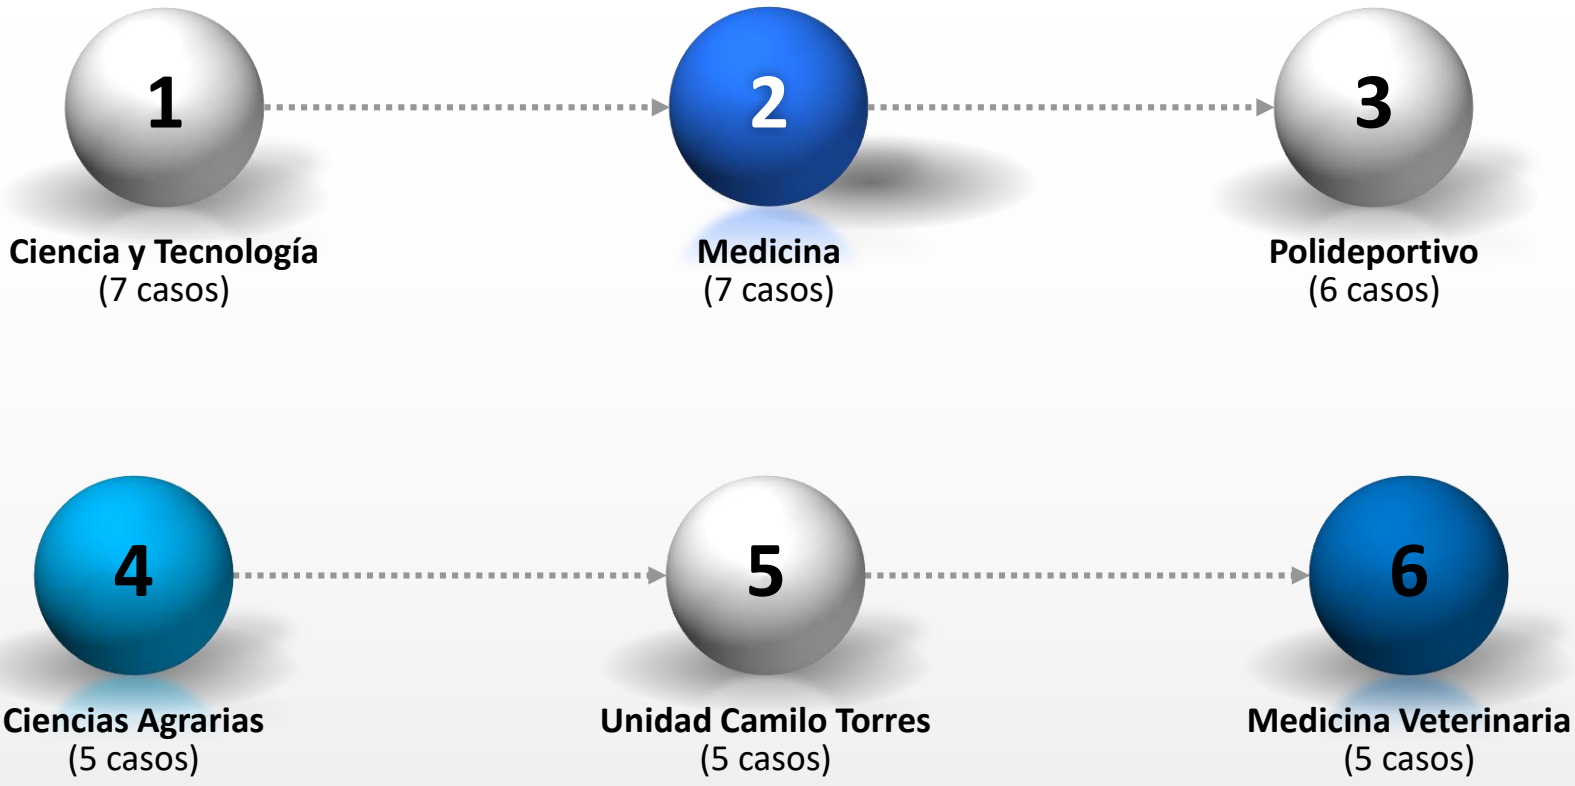 1
2
3
Ciencia y Tecnología
(7 casos)
Medicina
(7 casos)
Polideportivo
(6 casos)
4
5
6
Ciencias Agrarias
(5 casos)
Unidad Camilo Torres
(5 casos)
Medicina Veterinaria
(5 casos)